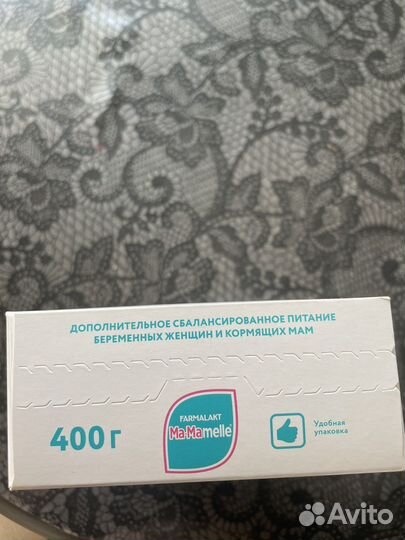 ДОПОЛНИТЕЛЬНОЕ СБАЛАНСИРОВАННОЕ ПИТАНИЕ
БЕРЕМЕННЫХ ЖЕНЩИН И КОРМЯЩИХ МАМ
400 г
FARMALAKT
Ma-Mamelle®
Удобная
упаковка
Avito